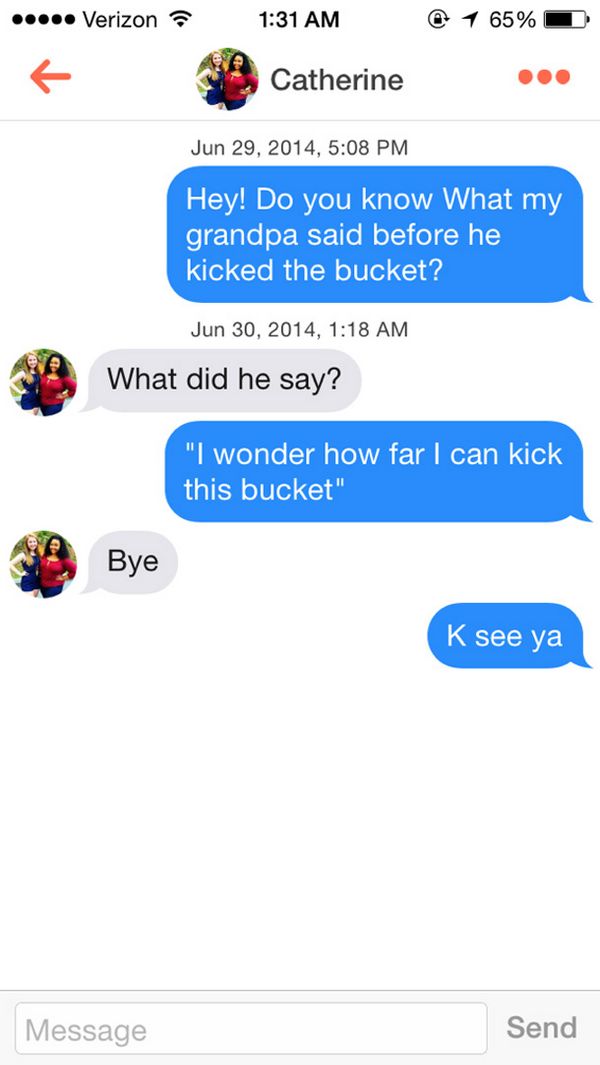 Verizon 1:31 AM 65%
Catherine
Jun 29, 2014, 5:08 PM
Hey! Do you know What my
grandpa said before he
kicked the bucket?
Jun 30, 2014, 1:18 AM
What did he say?
"I wonder how far I can kick
this bucket"
Bye
K see ya
Message Send